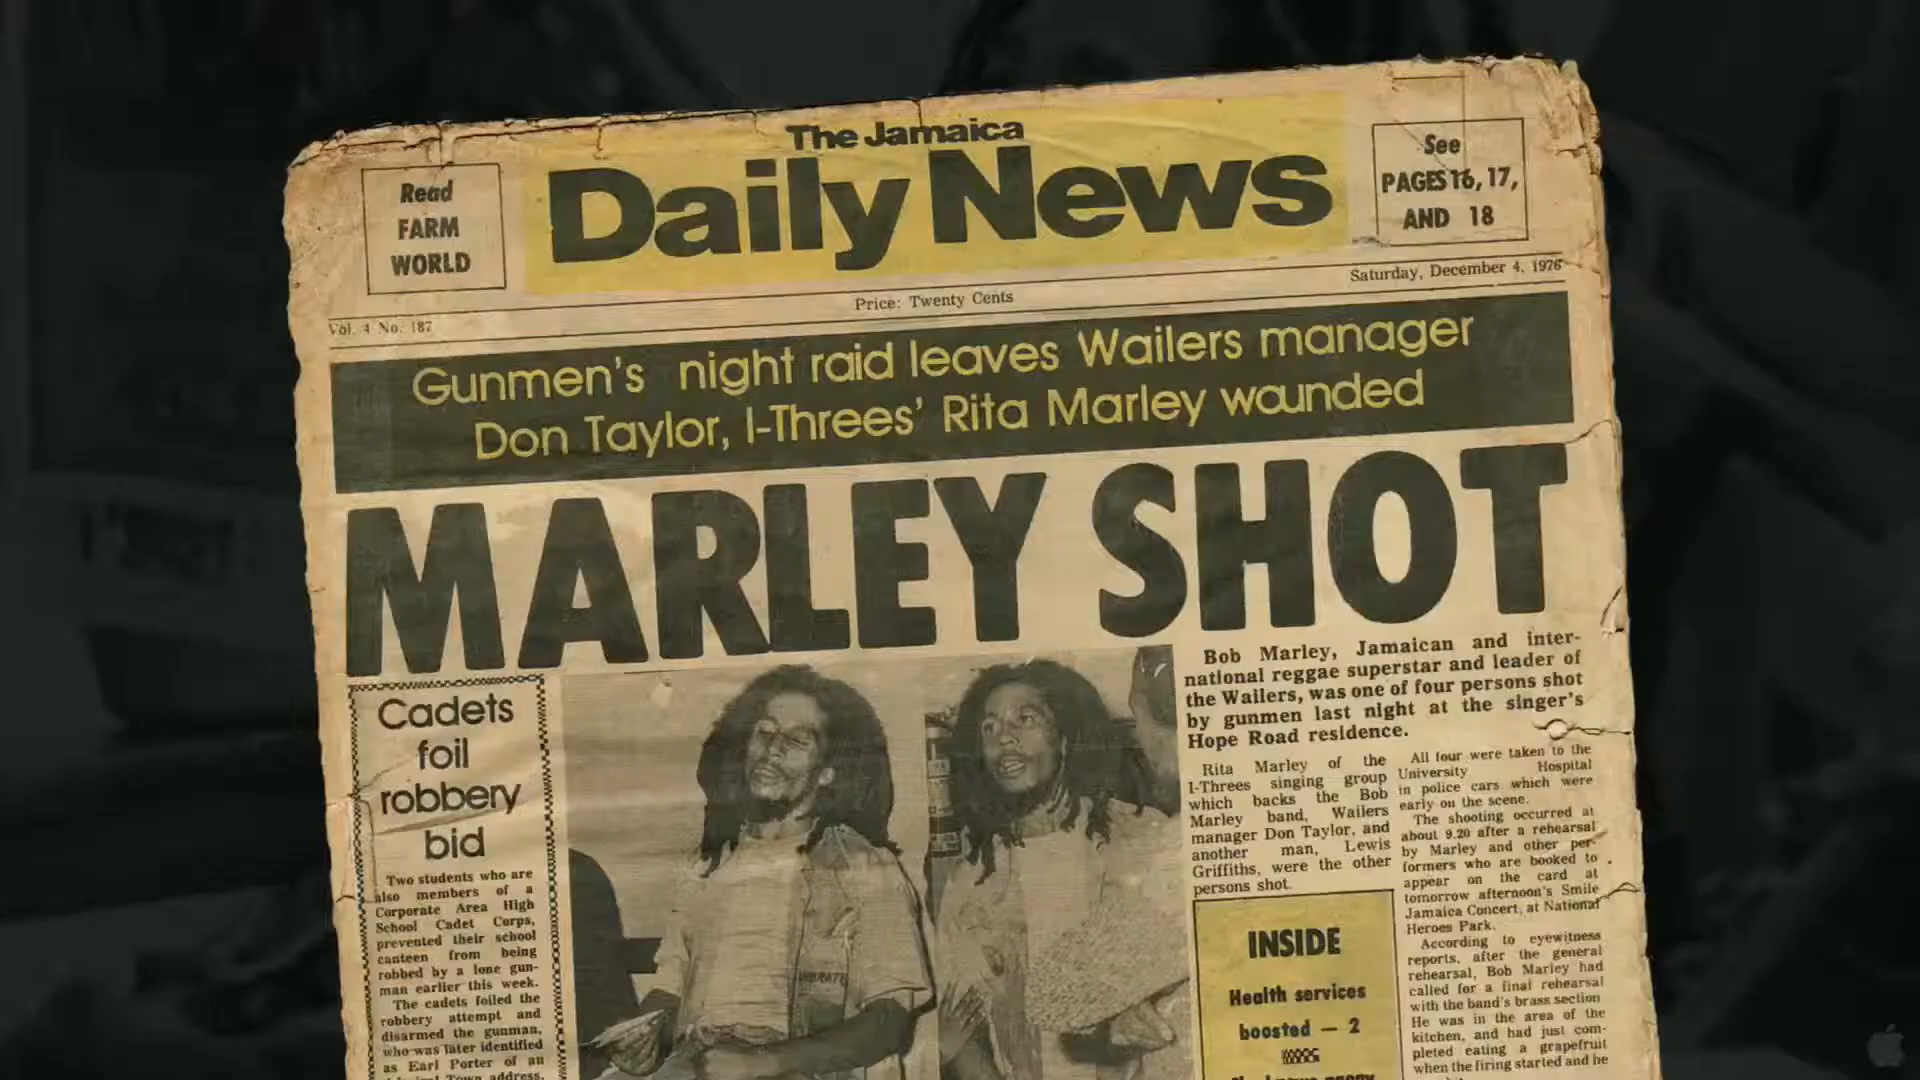 The Jamaica
Daily News
Read
FARM
WORLD
See
PAGES 16, 17,
AND 18
Vol. 4 No. 187
Price: Twenty Cents
Saturday, December 4, 1976
Gunmen's night raid leaves Wailers manager
Don Taylor, I-Threes' Rita Marley wounded
MARLEY SHOT
Cadets
foil
robbery
bid
Two students who are
also members of a
Corporate Area High
School Cadet Corps,
prevented their school
canteen from being
robbed by a lone gun-
man earlier this week.
The cadets foiled the
robbery attempt and
disarmed the gunman,
who was later identified
as Earl Porter of an
Town address,
Bob Marley, Jamaican and inter-
national reggae superstar and leader of
the Wailers, was one of four persons shot
by gunmen last night at the singer's
Hope Road residence.
Rita Marley of the
I-Threes singing group
which backs the Bob
Marley band, Wailers
manager Don Taylor, and
another man, Lewis
Griffiths, were the other
persons shot.
INSIDE
Health services
boosted — 2
All four were taken to the
University Hospital
in police cars which were
early on the scene.
The shooting occurred at
about 9.20 after a rehearsal
by Marley and other per-
formers who are booked to
appear on the card at
tomorrow afternoon's Smile
Jamaica Concert, at National
Heroes Park.
According to eyewitness
reports, after the general
rehearsal, Bob Marley had
called for a final rehearsal
with the band's brass section
He was in the area of the
kitchen, and had just com-
pleted eating a grapefruit
when the firing started and he